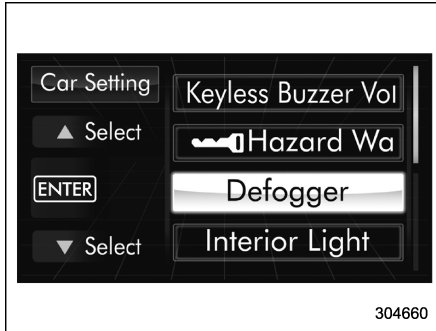 Car Setting
▲ Select
ENTER
▼ Select
Keyless Buzzer Vol
Hazard Wa
Defogger
Interior Light
304660